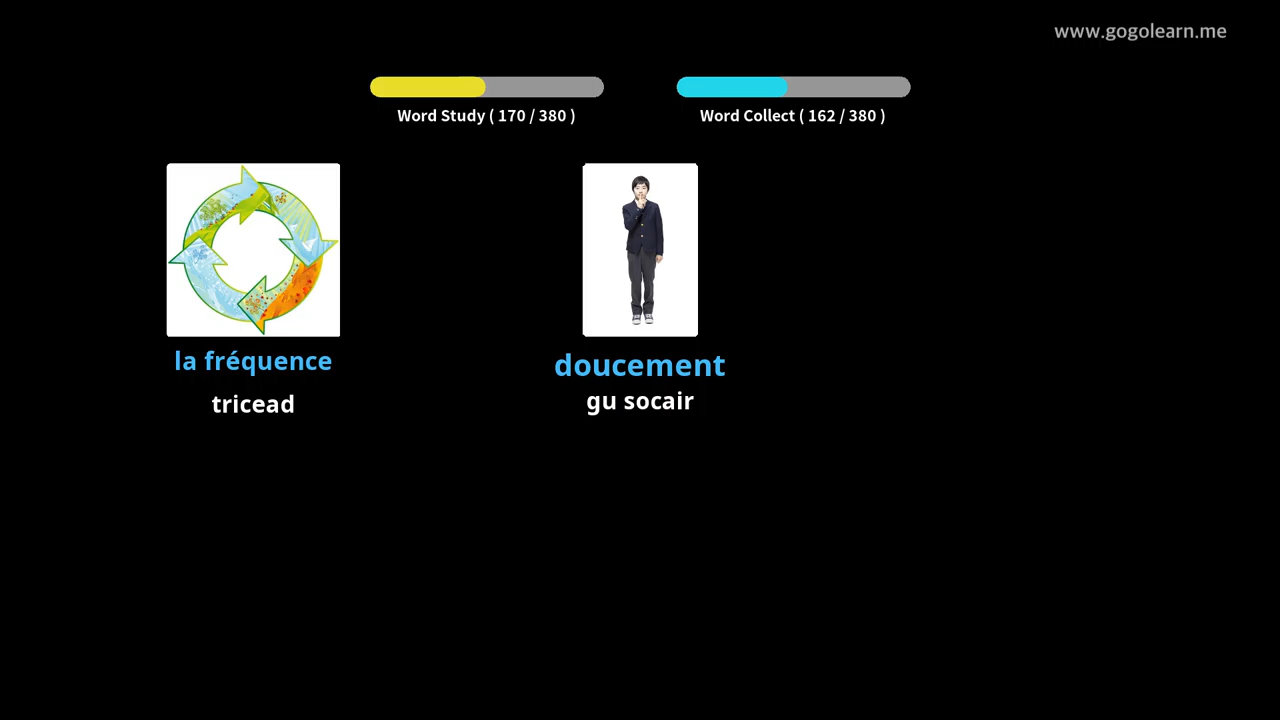 www.gogolearn.me
Word Study ( 170 / 380 )
Word Collect ( 162 / 380 )
la fréquence
tricead
doucement
gu socair